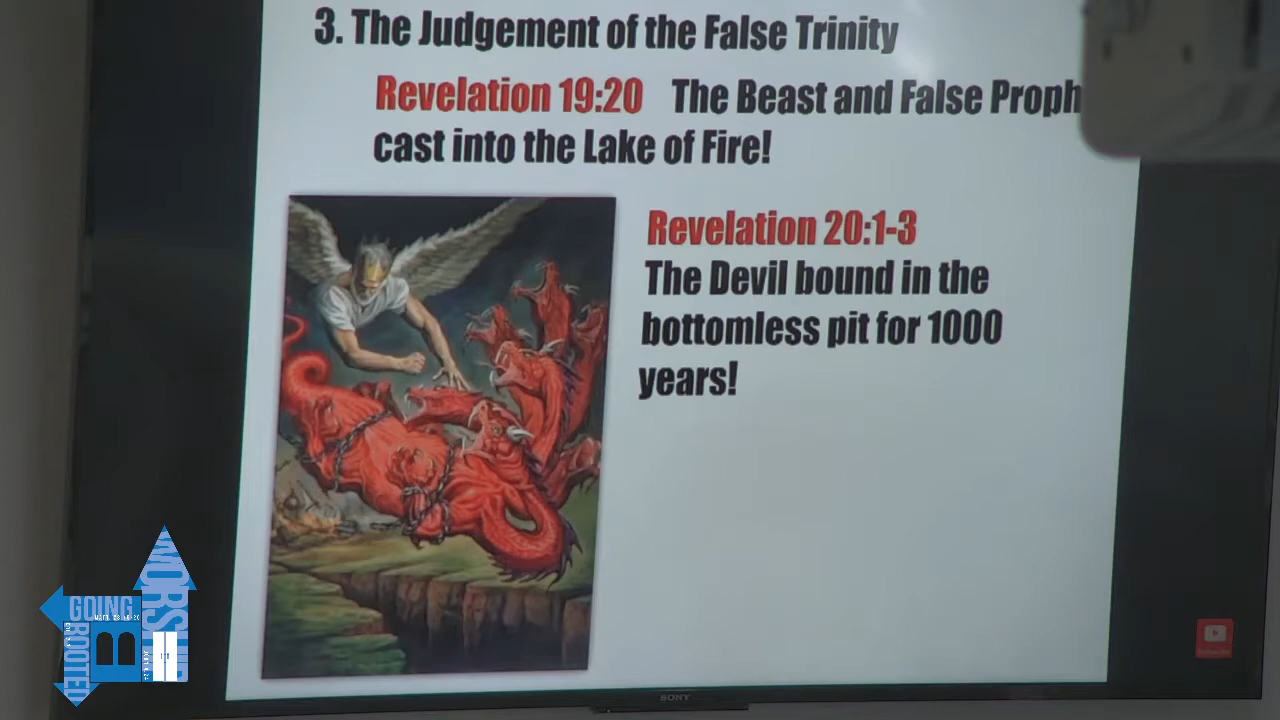 3. The Judgement of the False Trinity
Revelation 19:20 The Beast and False Proph
cast into the Lake of Fire!
Revelation 20:1-3
The Devil bound in the
bottomless pit for 1000
years!
GOING
WORSHIP
ROOTED
SONY